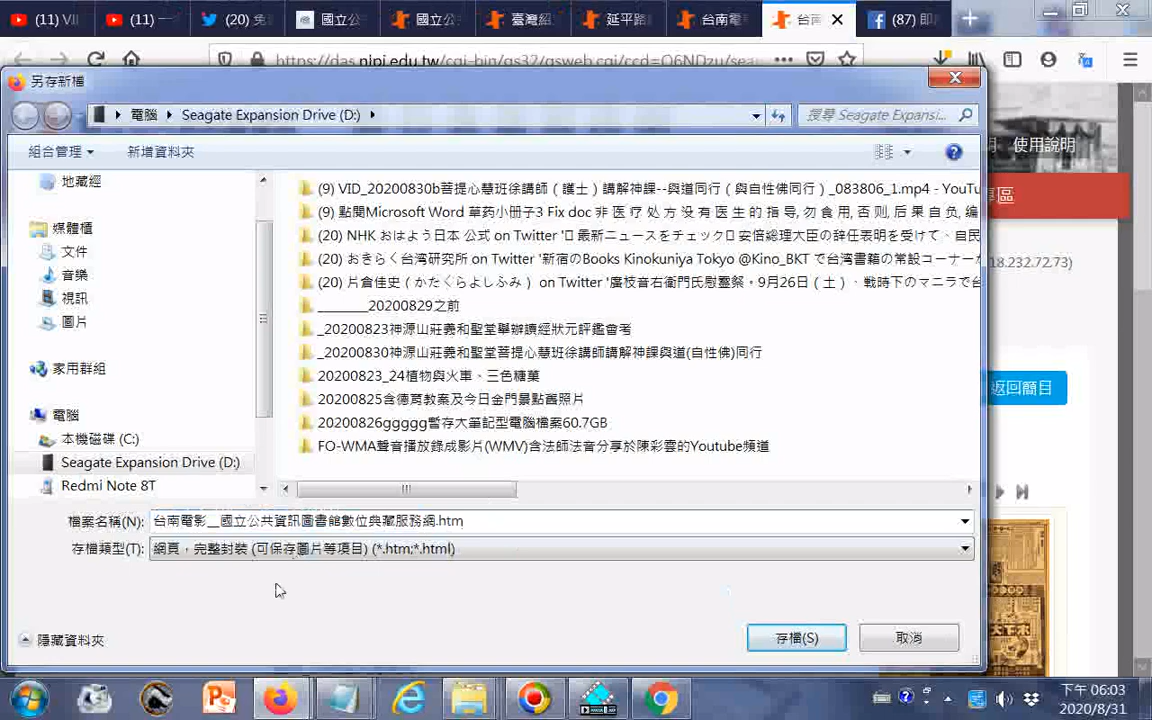 (11)
(11) 一
(20) 免
國立公
國立公
臺灣紹
延平路
台南電
台南
(87) 即
https://das.nlpi.edu.tw/cgi-bin/gs32/gsweb.cgi/ccd=Q6NDzu/sea
另存新檔
電腦 Seagate Expansion Drive (D:)
搜尋 Seagate Expansi...
使用說明
組合管理
新增資料夾
專區
地藏經
媒體櫃
文件
音樂
視訊
圖片
家用群組
電腦
本機磁碟 (C:)
Seagate Expansion Drive (D:)
Redmi Note 8T
(9) VID_20200830b菩提心慧班徐講師（護士）講解神課--與道同行（與自性佛同行）_083806_1.mp4 - YouTu
(9) 點閱Microsoft Word 草药小册子3 Fix doc 非 医 疗 处 方 没 有 医 生 的 指 导, 勿 食 用, 否 则, 后 果 自 负, 编
(20) NHK おはよう日本 公式 on Twitter '最新ニュースをチェック 安倍総理大臣の辞任表明を受けて、自民
(20) おきらく台湾研究所 on Twitter '新宿のBooks Kinokuniya Tokyo @Kino_BKT で台湾書籍の常設コーナーが
(20) 片倉佳史（かたくらよしふみ） on Twitter '廣枝音右衛門氏慰霊祭。9月26日（土）、戦時下のマニラで台
________20200829之前
_20200823神源山莊義和聖堂舉辦讀經狀元評鑑會考
_20200830神源山莊義和聖堂菩提心慧班徐講師講解神課與道(自性佛)同行
20200823_24植物與火車、三色糖菓
20200825含德育教案及今日金門景點舊照片
20200826ggggg暫存大筆記型電腦檔案60.7GB
FO-WMA聲音播放錄成影片(WMV)含法師法音分享於陳彩雲的Youtube頻道
18.232.72.73)
返回簡目
檔案名稱(N):
台南電影__國立公共資訊圖書館數位典藏服務網.htm
存檔類型(T):
網頁，完整封裝 (可保存圖片等項目) (*.htm;*.html)
隱藏資料夾
存檔(S)
取消
下午 06:03
2020/8/31